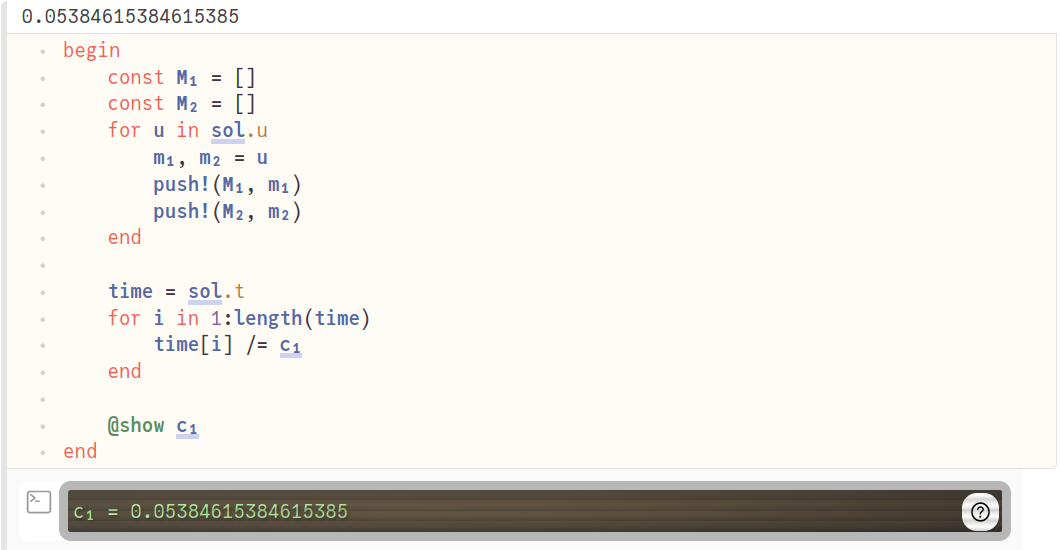 0.05384615384615385
begin
    const M₁ = []
    const M₂ = []
    for u in sol.u
        m₁, m₂ = u
        push!(M₁, m₁)
        push!(M₂, m₂)
    end

    time = sol.t
    for i in 1:length(time)
        time[i] /= c₁
    end

    @show c₁
end
c₁ = 0.05384615384615385